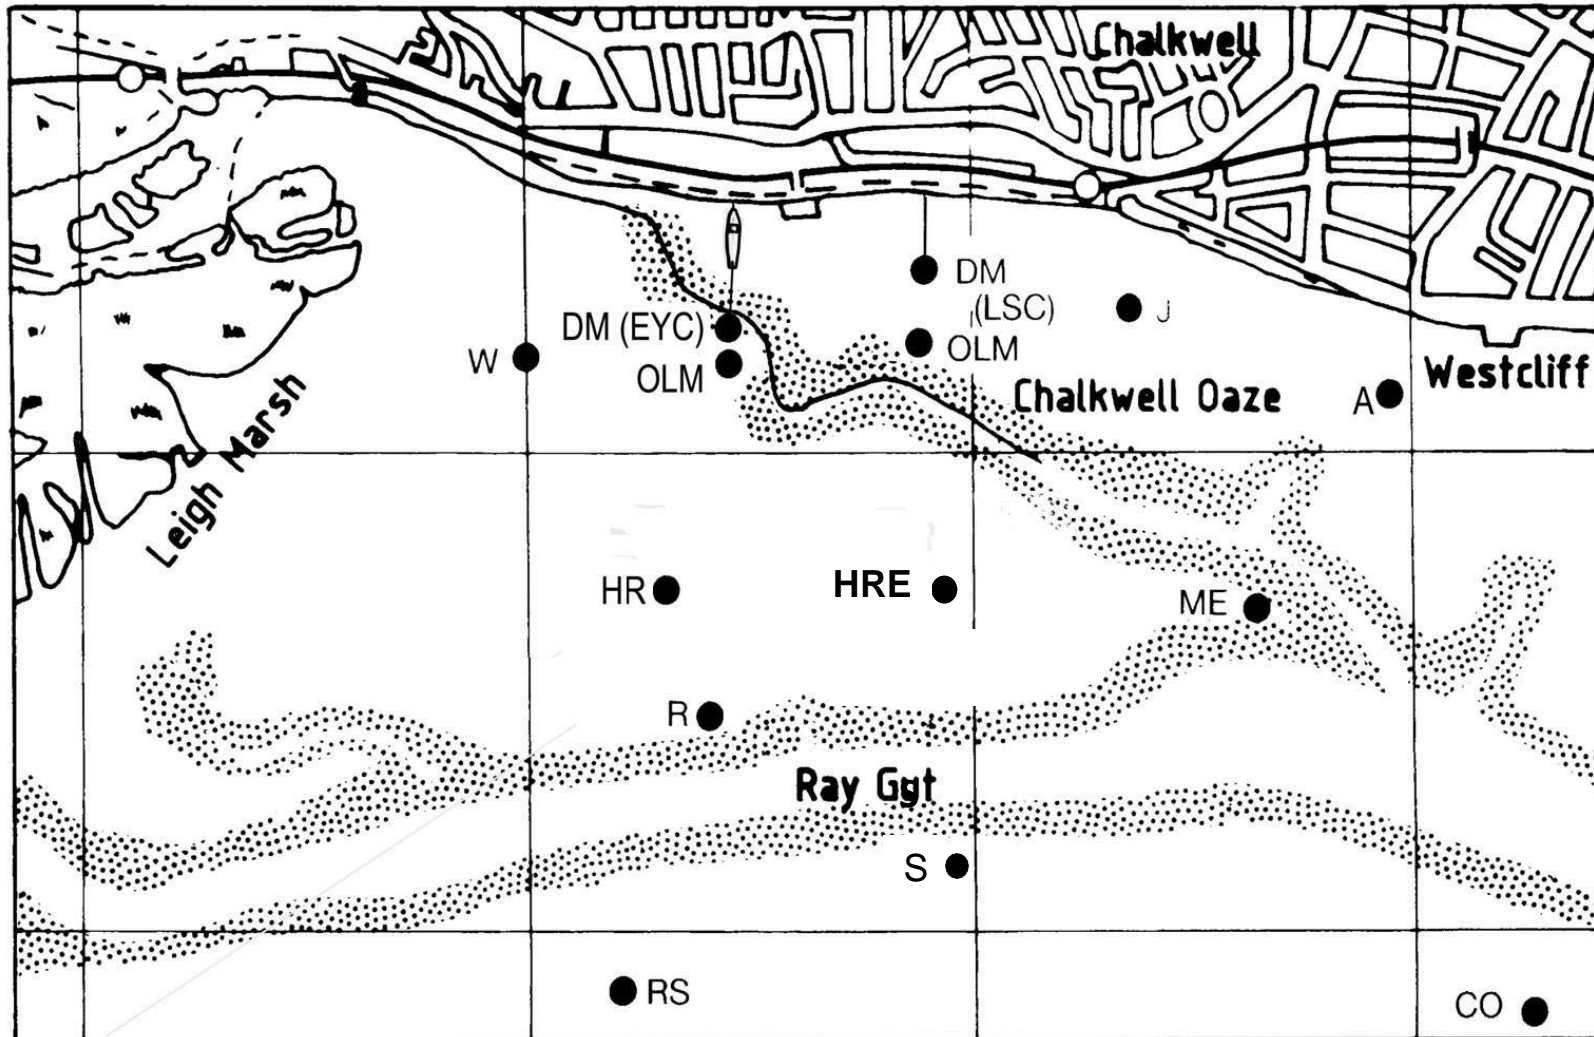 Chalkwell
DM
(LSC)
J
DM (EYC)
OLM
W
OLM
Chalkwell Oaze
A
Westcliff
Leigh Marsh
HR
HRE
ME
R
Ray Ggt
S
RS
CO